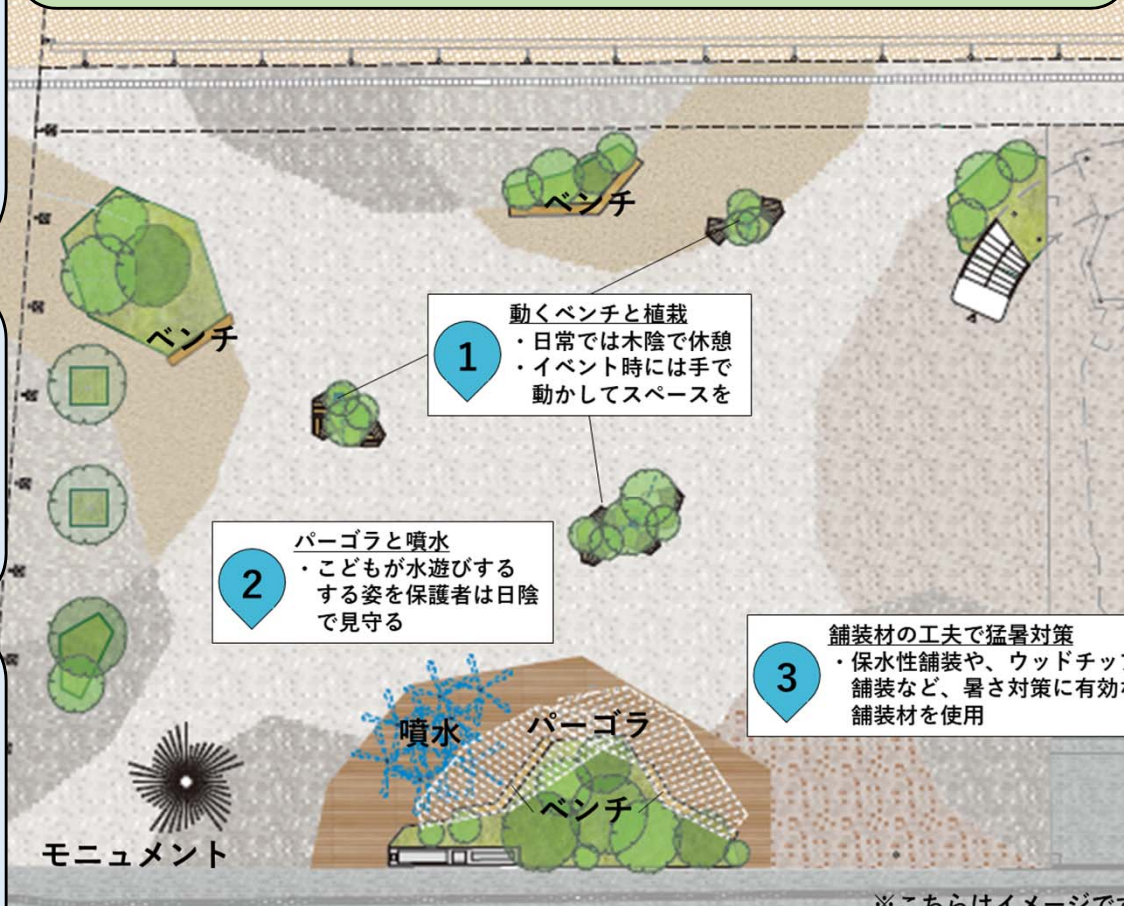 ベンチ
ベンチ
1
動くベンチと植栽
・日常では木陰で休憩
・イベント時には手で
動かしてスペースを
2
パーゴラと噴水
・こどもが水遊びする
する姿を保護者は日陰
で見守る
3
舗装材の工夫で猛暑対策
・保水性舗装や、ウッドチップ
舗装など、暑さ対策に有効な
舗装材を使用
噴水
パーゴラ
ベンチ
モニュメント
※こちらはイメージです